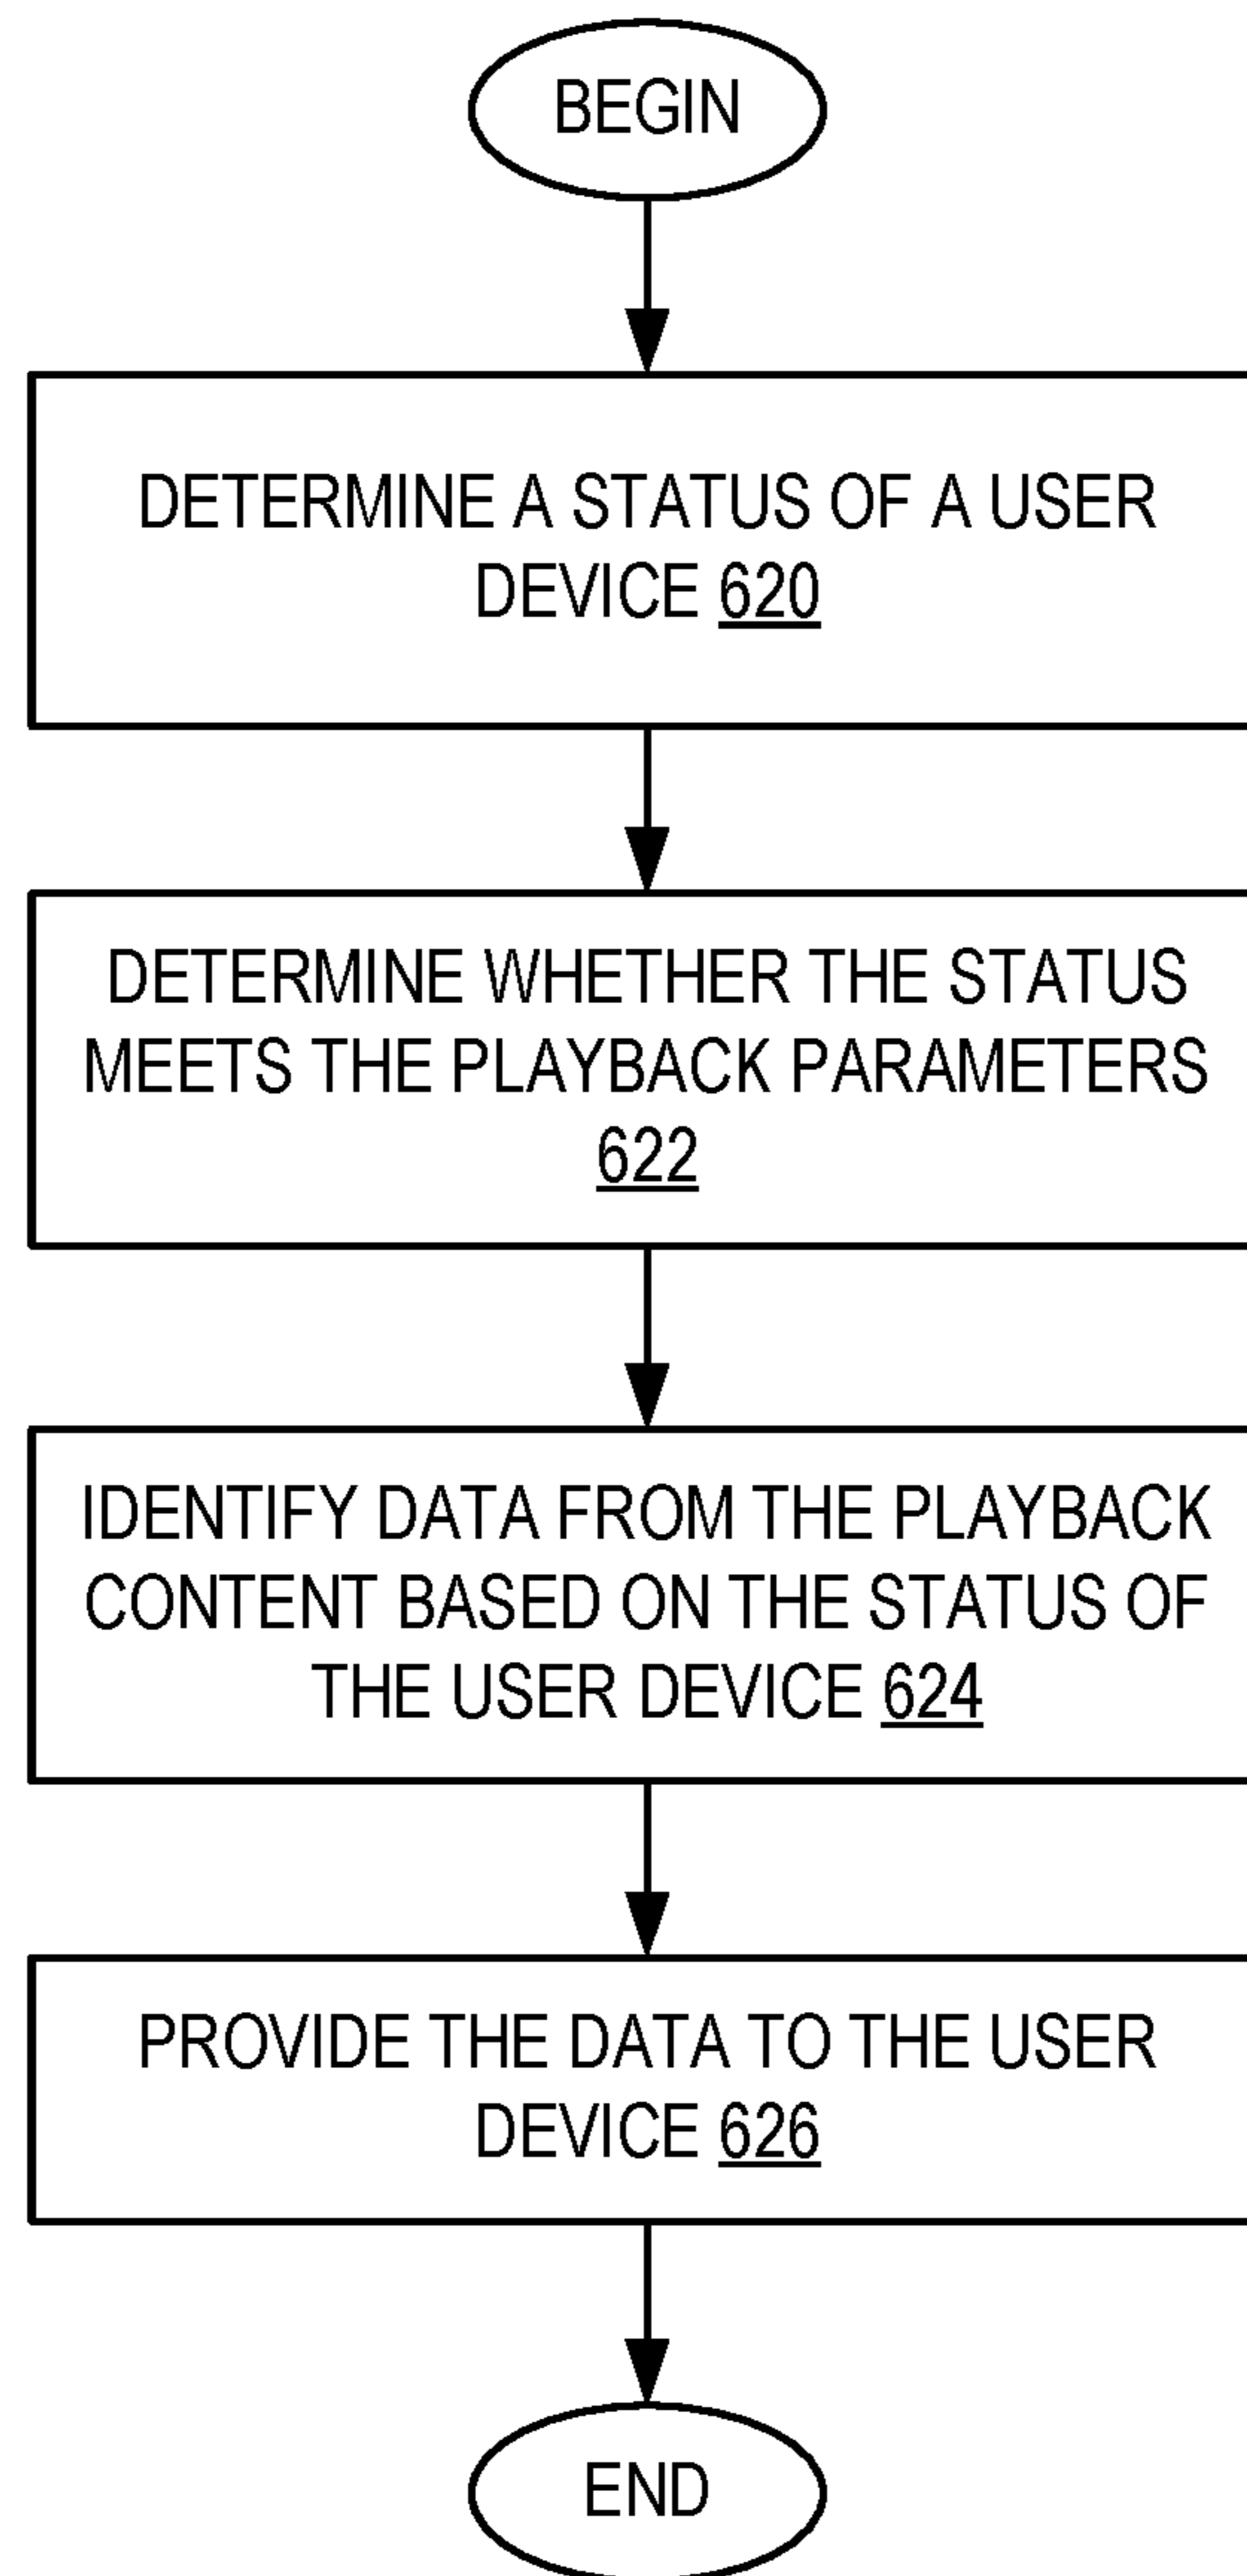 BEGIN
DETERMINE A STATUS OF A USER
DEVICE 620
DETERMINE WHETHER THE STATUS
MEETS THE PLAYBACK PARAMETERS
622
IDENTIFY DATA FROM THE PLAYBACK
CONTENT BASED ON THE STATUS OF
THE USER DEVICE 624
PROVIDE THE DATA TO THE USER
DEVICE 626
END